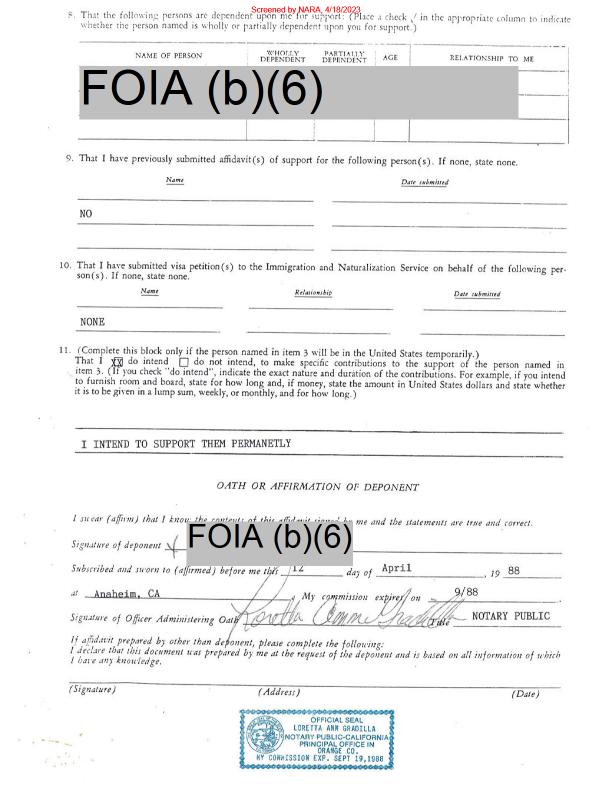 Screened by NARA, 4/18/2023
8. That the following persons are dependent upon me for support: (Place a check √ in the appropriate column to indicate
whether the person named is wholly or partially dependent upon you for support.)
NAME OF PERSON WHOLLY DEPENDENT PARTIALLY DEPENDENT AGE RELATIONSHIP TO ME
FOIA (b)(6)
9. That I have previously submitted affidavit(s) of support for the following person(s). If none, state none.
Name Date submitted
NO
10. That I have submitted visa petition(s) to the Immigration and Naturalization Service on behalf of the following per-
son(s). If none, state none.
Name Relationship Date submitted
NONE
11. (Complete this block only if the person named in item 3 will be in the United States temporarily.)
That I XX do intend do not intend, to make specific contributions to the support of the person named in
item 3. (If you check "do intend", indicate the exact nature and duration of the contributions. For example, if you intend
to furnish room and board, state for how long and, if money, state the amount in United States dollars and state whether
it is to be given in a lump sum, weekly, or monthly, and for how long.)
I INTEND TO SUPPORT THEM PERMANETLY
OATH OR AFFIRMATION OF DEPONENT
I swear (affirm) that I know the contents of this affidavit signed by me and the statements are true and correct.
Signature of deponent X FOIA (b)(6)
Subscribed and sworn to (affirmed) before me this 12 day of April , 19 88
at Anaheim, CA , My commission expires on 9/88
Signature of Officer Administering Oath Loretta Ann Gradilla Title NOTARY PUBLIC
If affidavit prepared by other than deponent, please complete the following:
I declare that this document was prepared by me at the request of the deponent and is based on all information of which
I have any knowledge.
(Signature) (Address) (Date)
OFFICIAL SEAL
LORETTA ANN GRADILLA
NOTARY PUBLIC-CALIFORNIA
PRINCIPAL OFFICE IN
ORANGE CO.
MY COMMISSION EXP. SEPT 19,1988